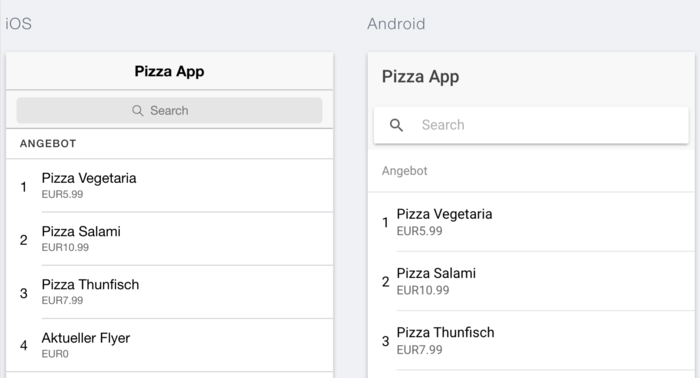 iOS
Pizza App
Search
ANGEBOT
1
Pizza Vegetaria
EUR5.99
2
Pizza Salami
EUR10.99
3
Pizza Thunfisch
EUR7.99
4
Aktueller Flyer
EUR0
Android
Pizza App
Search
Angebot
1
Pizza Vegetaria
EUR5.99
2
Pizza Salami
EUR10.99
3
Pizza Thunfisch
EUR7.99